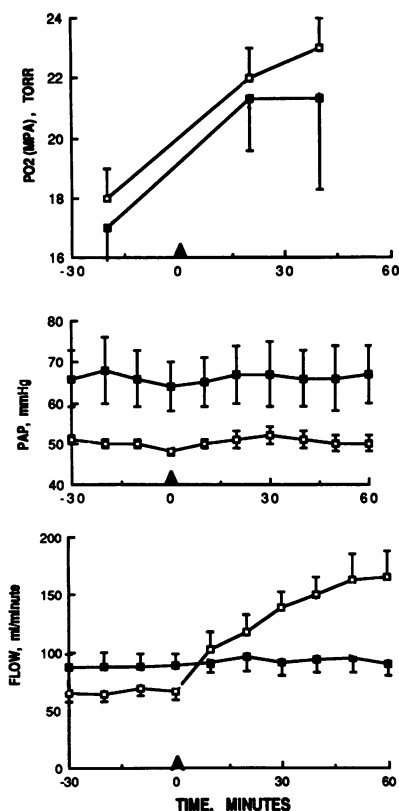 24
22
20
18
16
PO2 (MPA), TORR
-30 0 30 60
80
70
60
50
40
PAP, mmHg
-30 0 30 60
200
150
100
50
0
FLOW, ml/minute
-30 0 30 60
TIME, MINUTES